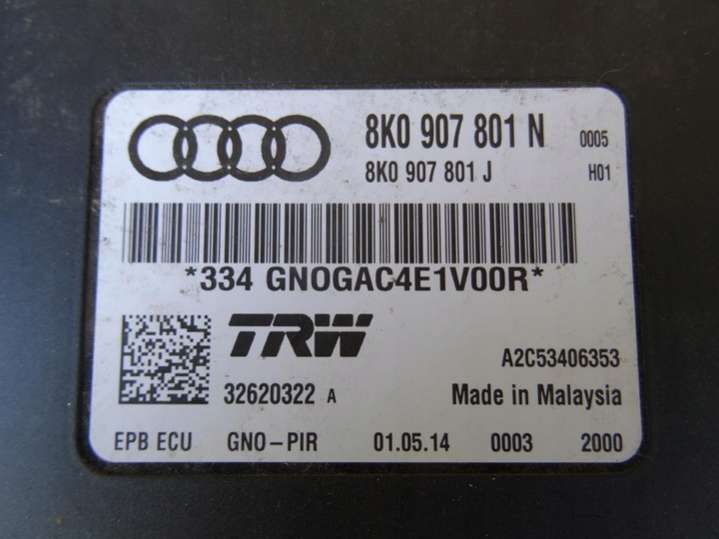 8K0 907 801 N 0005
8K0 907 801 J H01
*334 GNOGAC4E1V00R*
TRW
A2C53406353
32620322 A Made in Malaysia
EPB ECU GNO-PIR 01.05.14 0003 2000